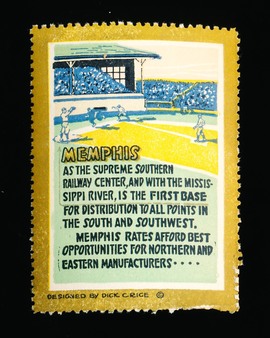 MEMPHIS
AS THE SUPREME SOUTHERN
RAILWAY CENTER, AND WITH THE MISSIS-
SIPPI RIVER, IS THE FIRST BASE
FOR DISTRIBUTION TO ALL POINTS IN
THE SOUTH AND SOUTHWEST.
MEMPHIS RATES AFFORD BEST
OPPORTUNITIES FOR NORTHERN AND
EASTERN MANUFACTURERS ····
DESIGNED BY DICK C. RICE ©